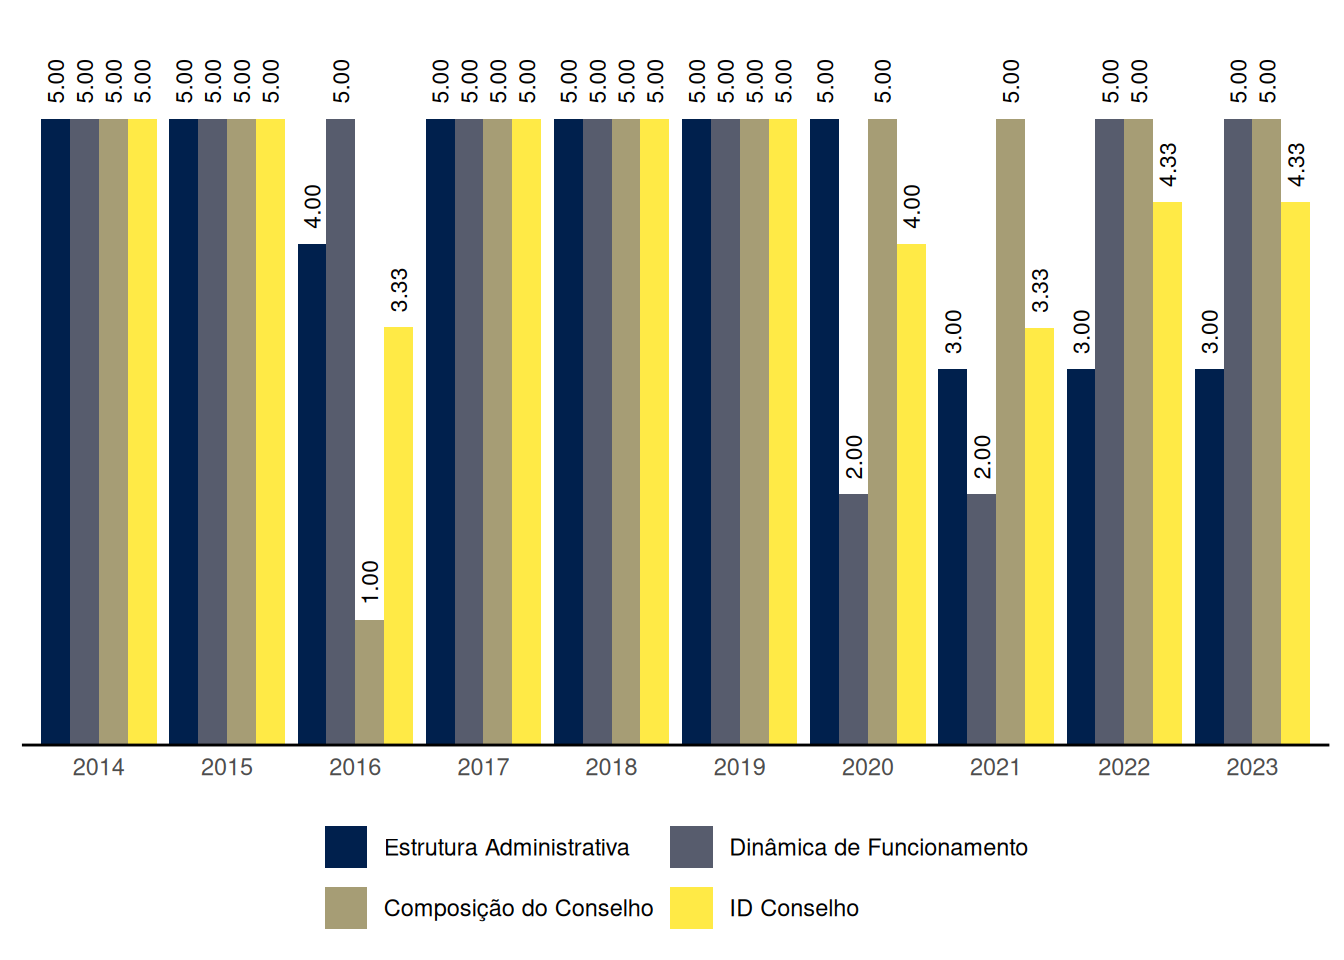 5.00 5.00 5.00 5.00 5.00 5.00 5.00 5.00 4.00 5.00 1.00 3.33 5.00 5.00 5.00 5.00 5.00 5.00 5.00 5.00 5.00 5.00 5.00 5.00 5.00 2.00 5.00 4.00 3.00 2.00 5.00 3.33 3.00 5.00 5.00 4.33 3.00 5.00 5.00 4.33
2014 2015 2016 2017 2018 2019 2020 2021 2022 2023
Estrutura Administrativa Dinâmica de Funcionamento
Composição do Conselho ID Conselho